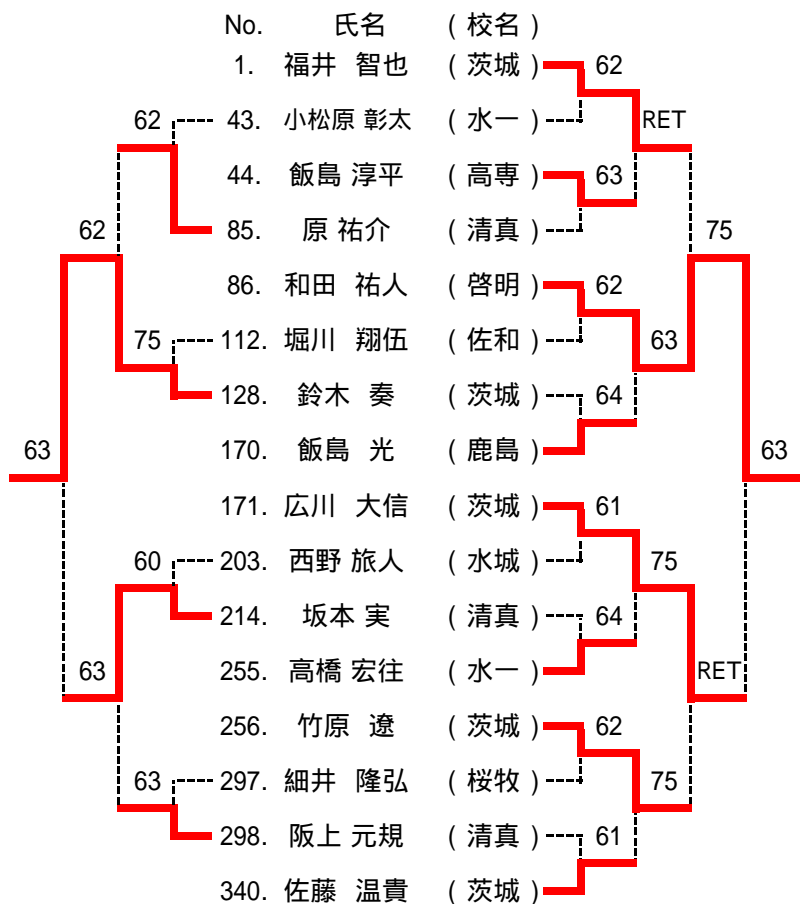 No. 氏名 (校名)
1. 福井 智也 (茨城) 62
62 43. 小松原 彰太 (水一) RET
44. 飯島 淳平 (高専) 63
62 85. 原 祐介 (清真) 75
86. 和田 祐人 (啓明) 62
75 112. 堀川 翔伍 (佐和) 63
128. 鈴木 奏 (茨城) 64
63 170. 飯島 光 (鹿島) 63
171. 広川 大信 (茨城) 61
60 203. 西野 旅人 (水城) 75
214. 坂本 実 (清真) 64
63 255. 高橋 宏往 (水一) RET
256. 竹原 遼 (茨城) 62
63 297. 細井 隆弘 (桜牧) 75
298. 阪上 元規 (清真) 61
340. 佐藤 温貴 (茨城)